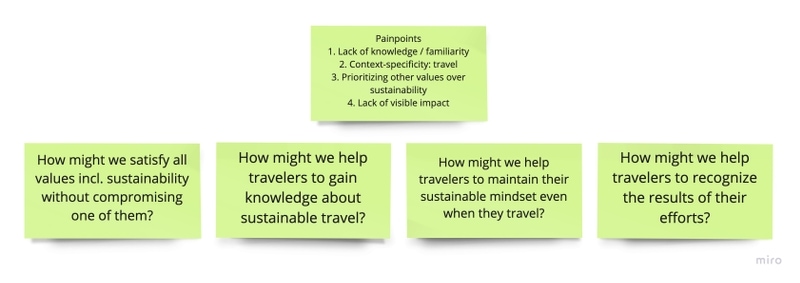 Painpoints
1. Lack of knowledge / familiarity
2. Context-specificity: travel
3. Prioritizing other values over
sustainability
4. Lack of visible impact
How might we satisfy all
values incl. sustainability
without compromising
one of them?
How might we help
travelers to gain
knowledge about
sustainable travel?
How might we help
travelers to maintain their
sustainable mindset even
when they travel?
How might we help
travelers to recognize
the results of their
efforts?
miro